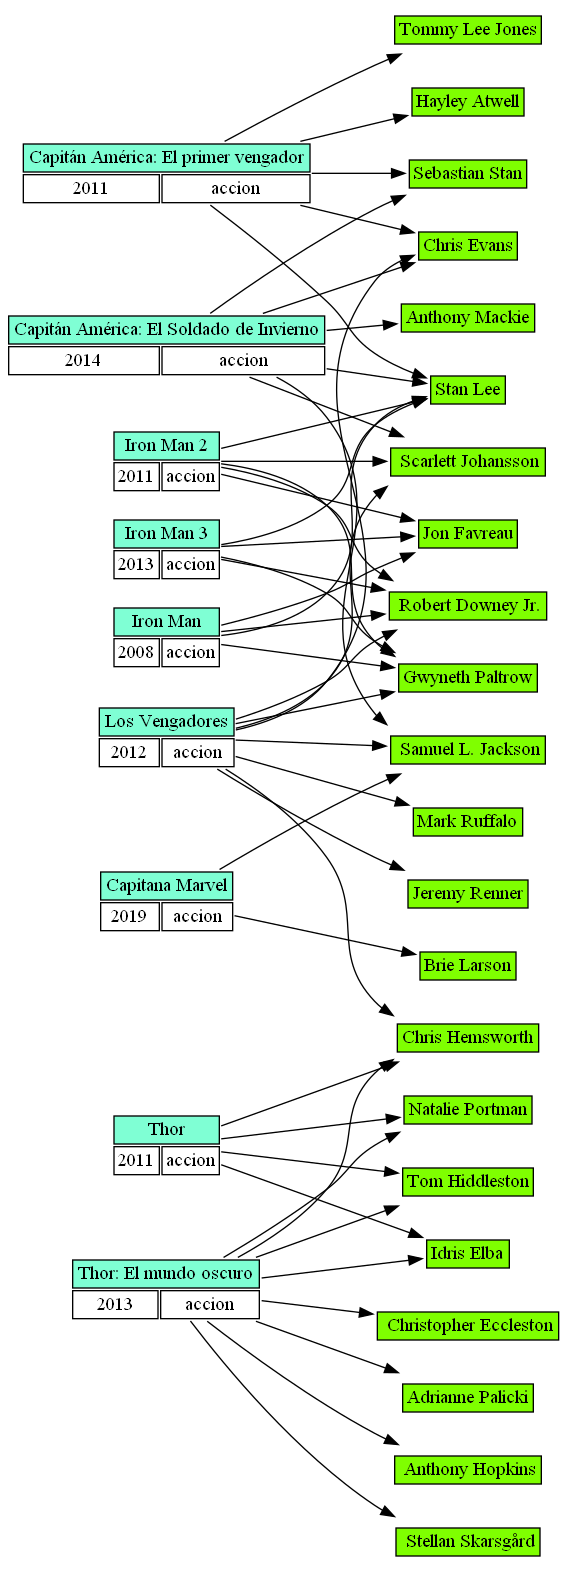 Tommy Lee Jones
Hayley Atwell
Capitán América: El primer vengador
2011 accion
Sebastian Stan
Chris Evans
Anthony Mackie
Capitán América: El Soldado de Invierno
2014 accion
Stan Lee
Iron Man 2
2011 accion
Scarlett Johansson
Iron Man 3
2013 accion
Jon Favreau
Robert Downey Jr.
Iron Man
2008 accion
Gwyneth Paltrow
Los Vengadores
2012 accion
Samuel L. Jackson
Mark Ruffalo
Capitana Marvel
2019 accion
Jeremy Renner
Brie Larson
Chris Hemsworth
Natalie Portman
Thor
2011 accion
Tom Hiddleston
Idris Elba
Thor: El mundo oscuro
2013 accion
Christopher Eccleston
Adrianne Palicki
Anthony Hopkins
Stellan Skarsgård